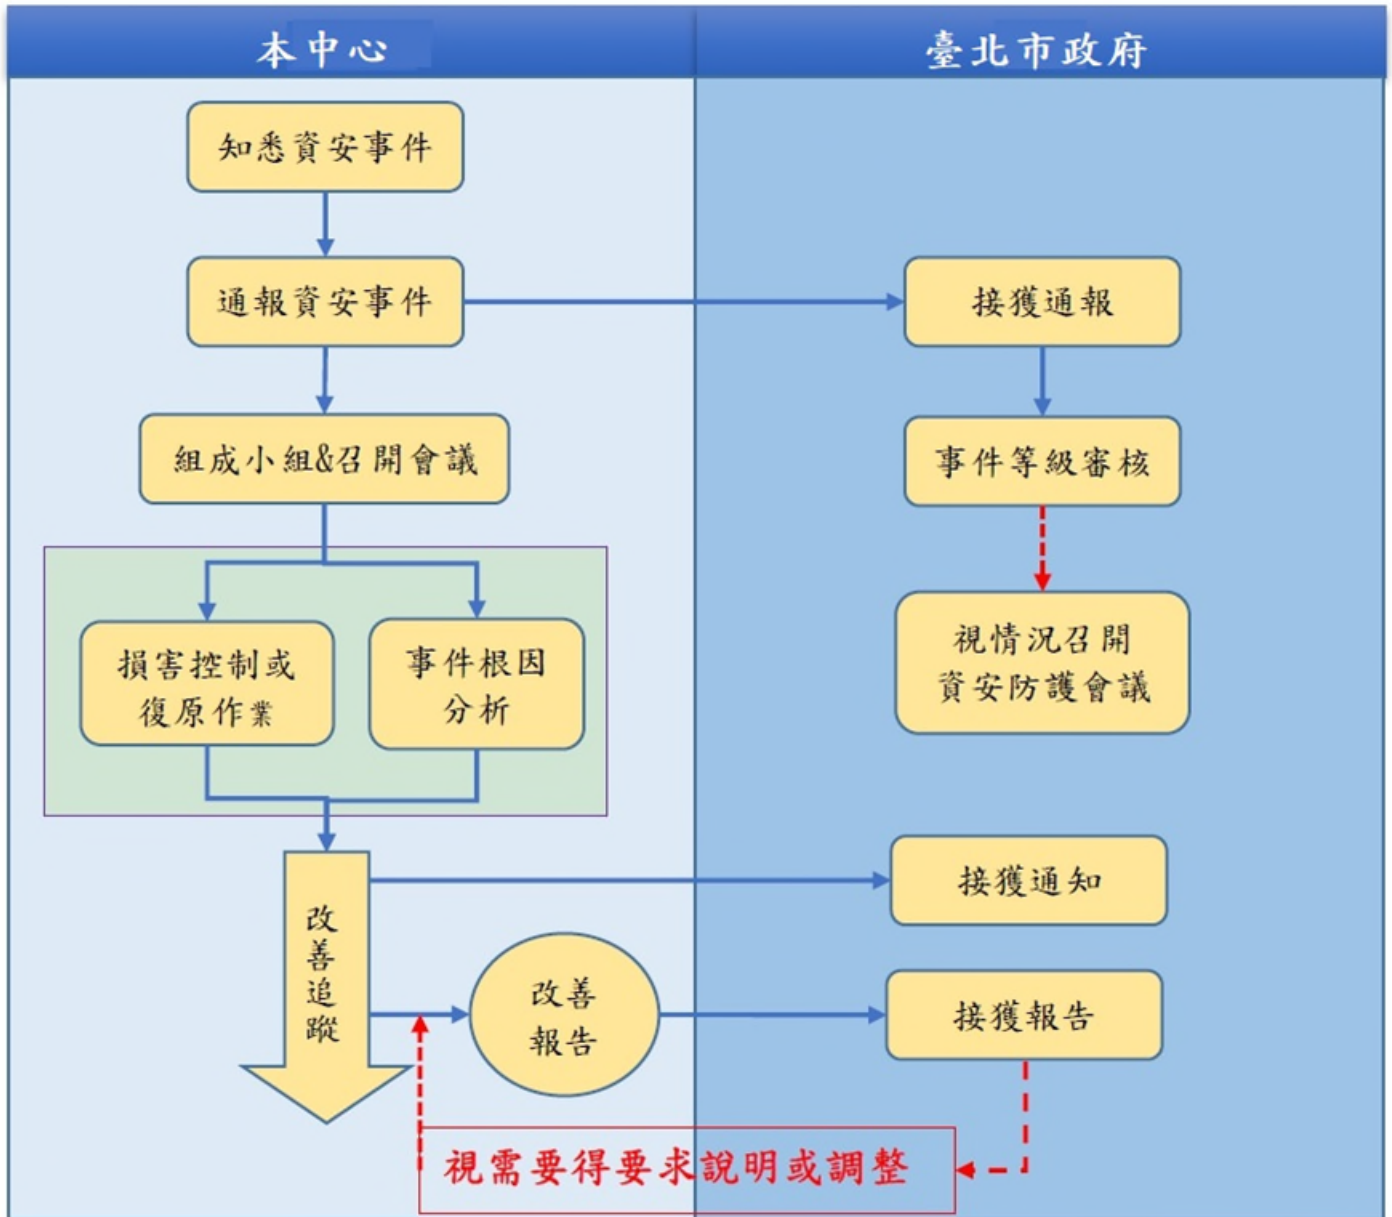 本中心
臺北市政府
知悉資安事件
通報資安事件
接獲通報
組成小組&召開會議
事件等級審核
損害控制或
復原作業
事件根因
分析
視情況召開
資安防護會議
改善追蹤
接獲通知
改善
報告
接獲報告
視需要得要求說明或調整